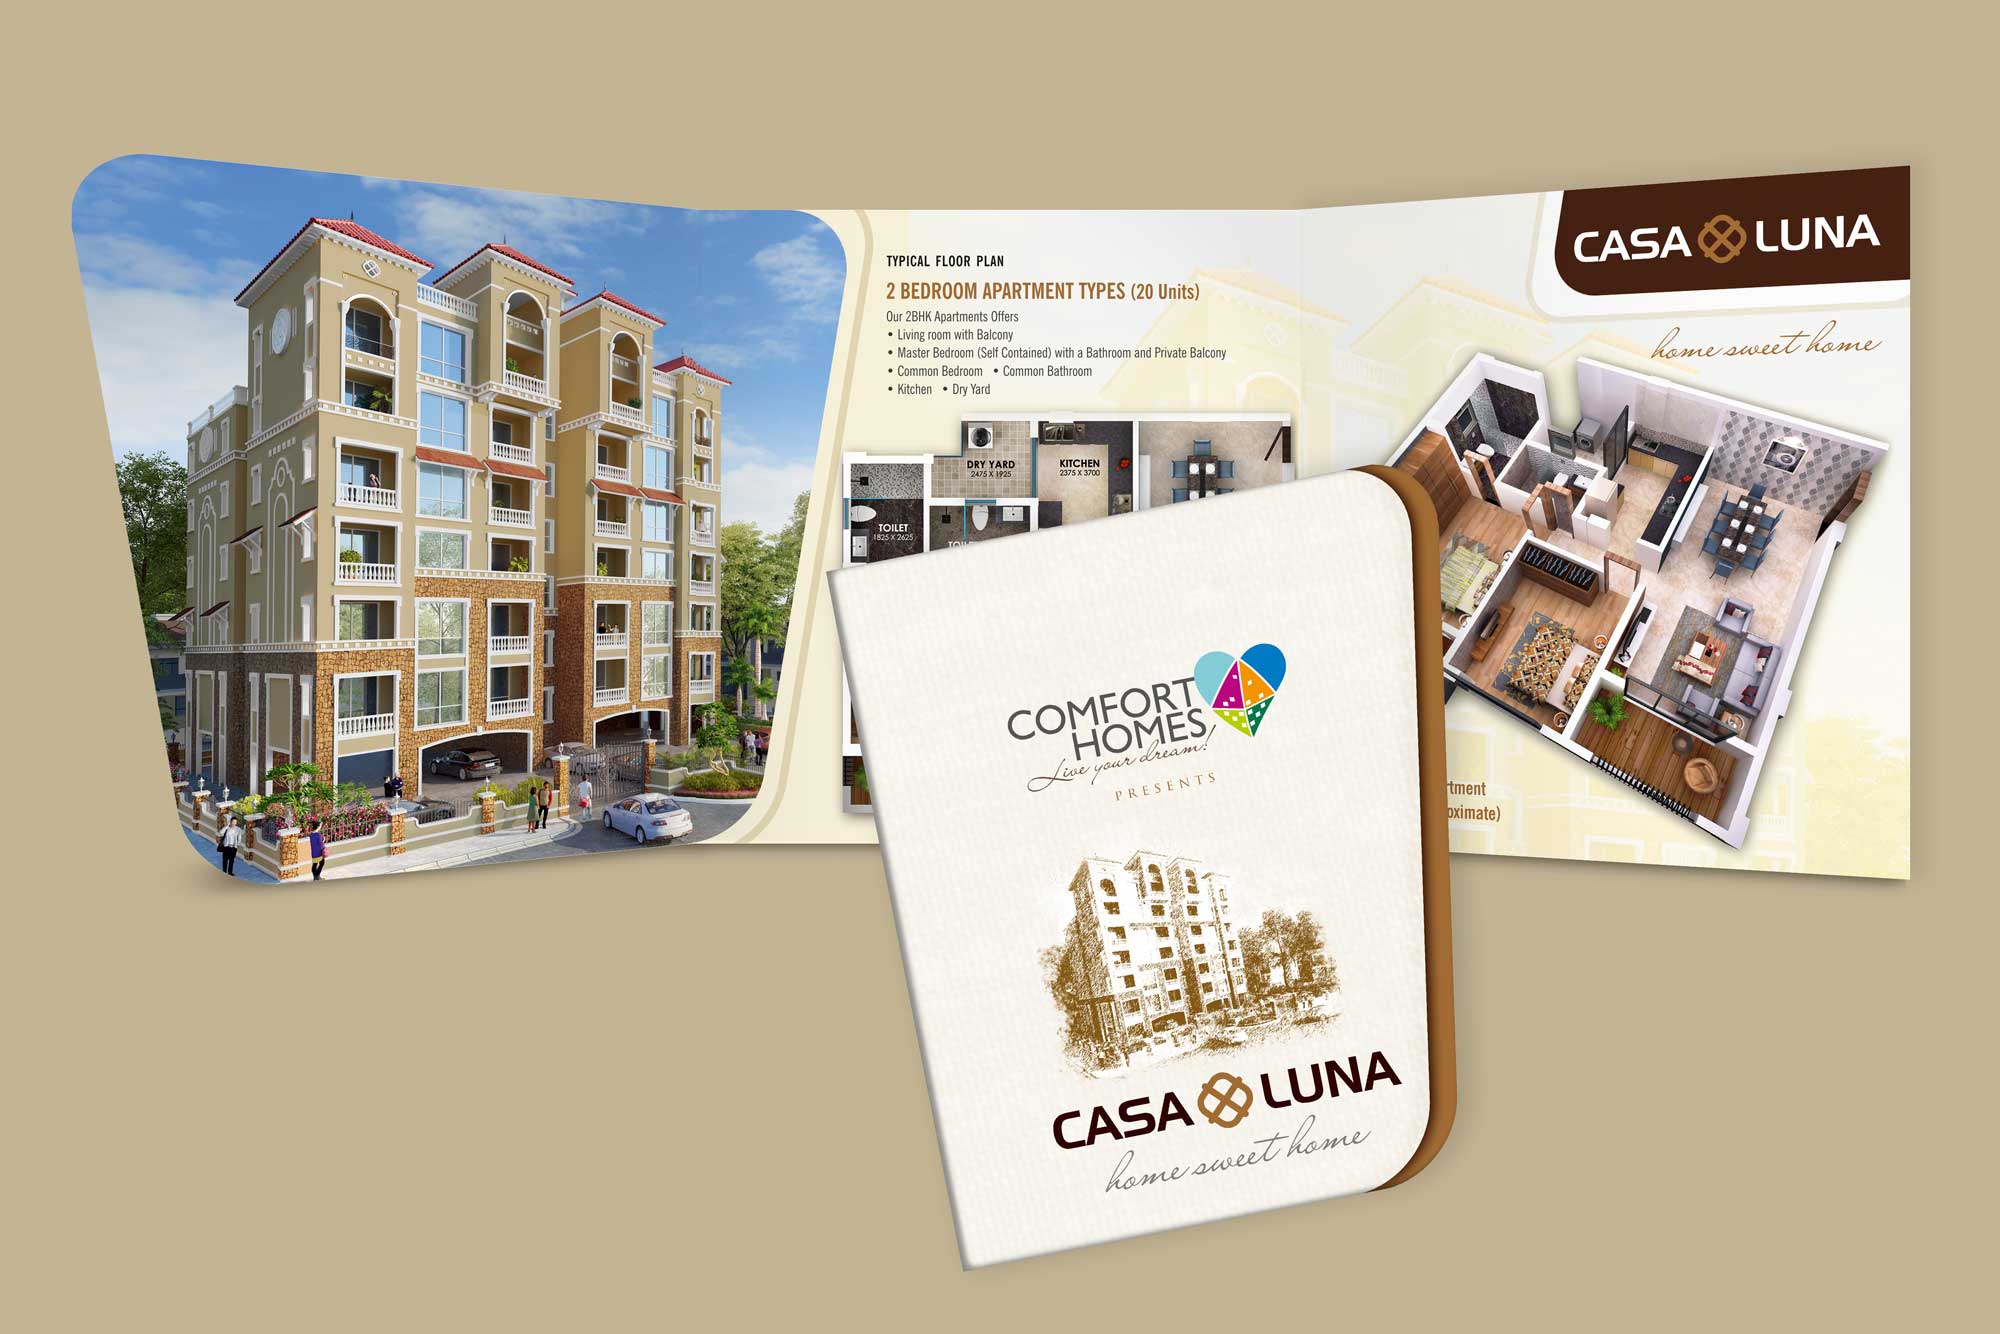 TYPICAL FLOOR PLAN
2 BEDROOM APARTMENT TYPES (20 Units)
Our 2BHK Apartments Offers
• Living room with Balcony
• Master Bedroom (Self Contained) with a Bathroom and Private Balcony
• Common Bedroom • Common Bathroom
• Kitchen • Dry Yard
DRY YARD
2475 X 1925
KITCHEN
2375 X 3700
TOILET
1825 X 2625
CASA LUNA
home sweet home
COMFORT
HOMES
Live your dream!
PRESENTS
CASA LUNA
home sweet home